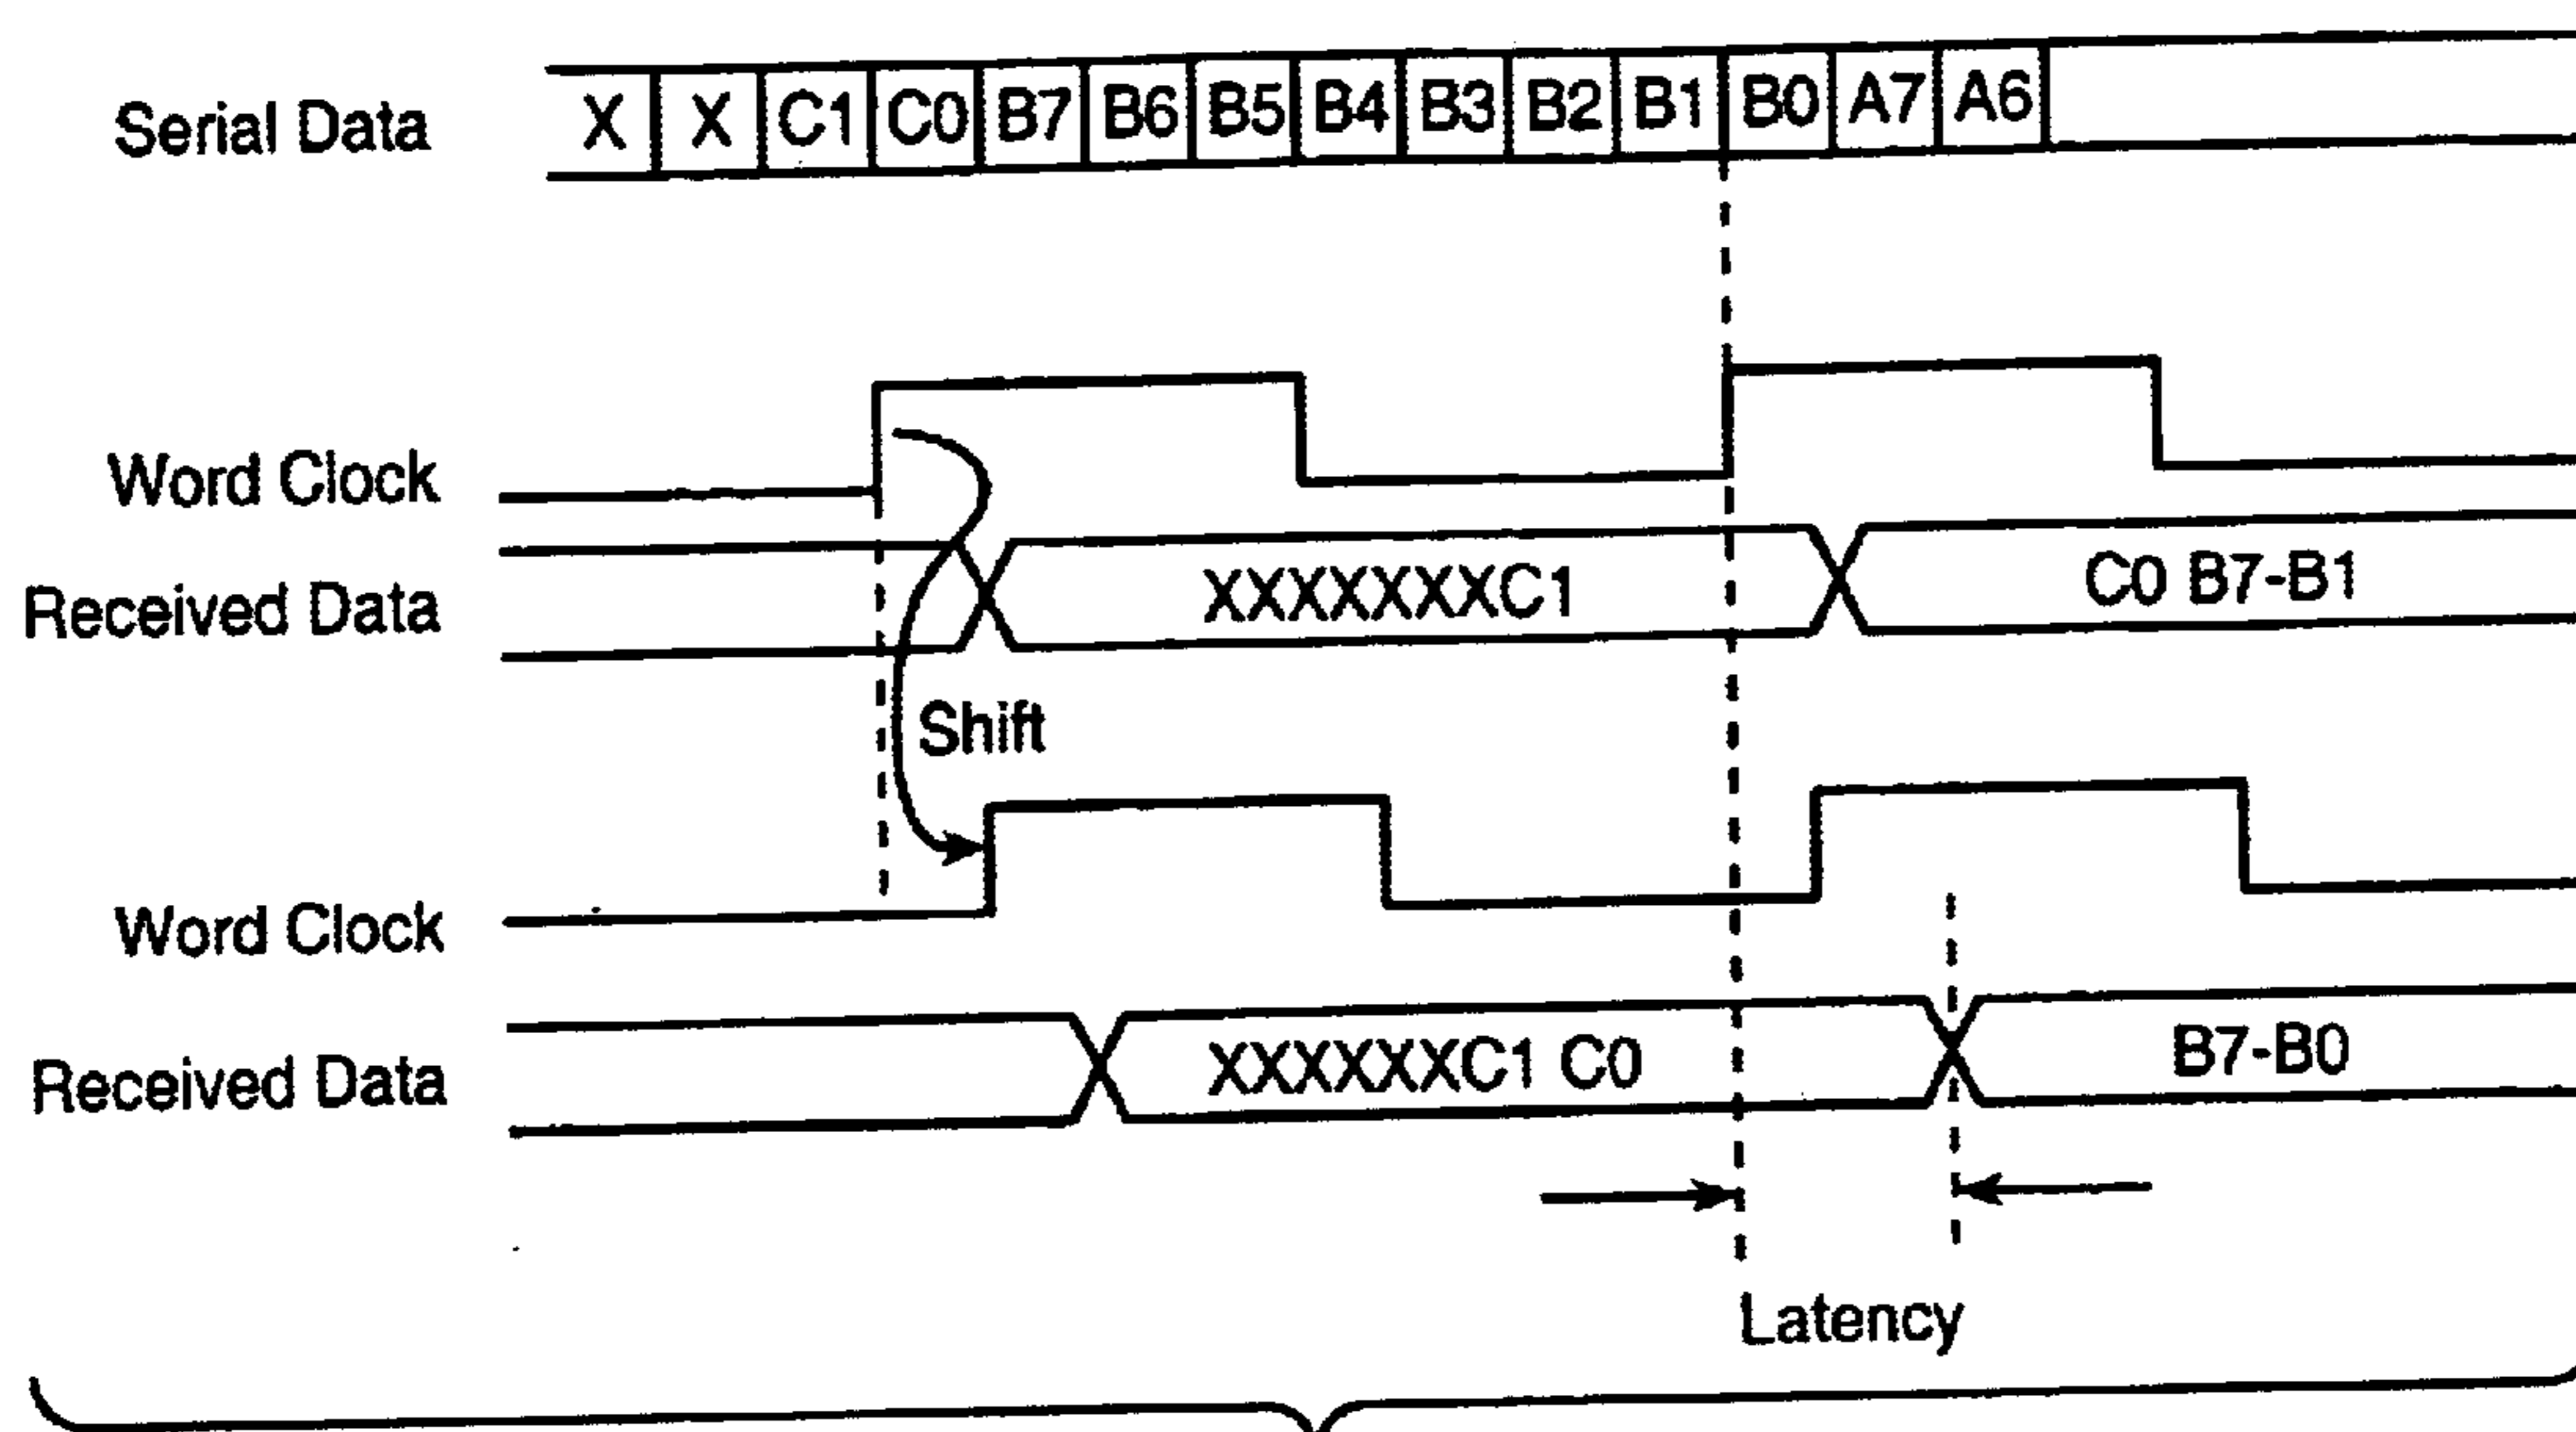 Serial Data X X C1 C0 B7 B6 B5 B4 B3 B2 B1 B0 A7 A6
Word Clock
Received Data XXXXXXXC1 C0 B7-B1
Shift
Word Clock
Received Data XXXXXXC1 C0 B7-B0
Latency